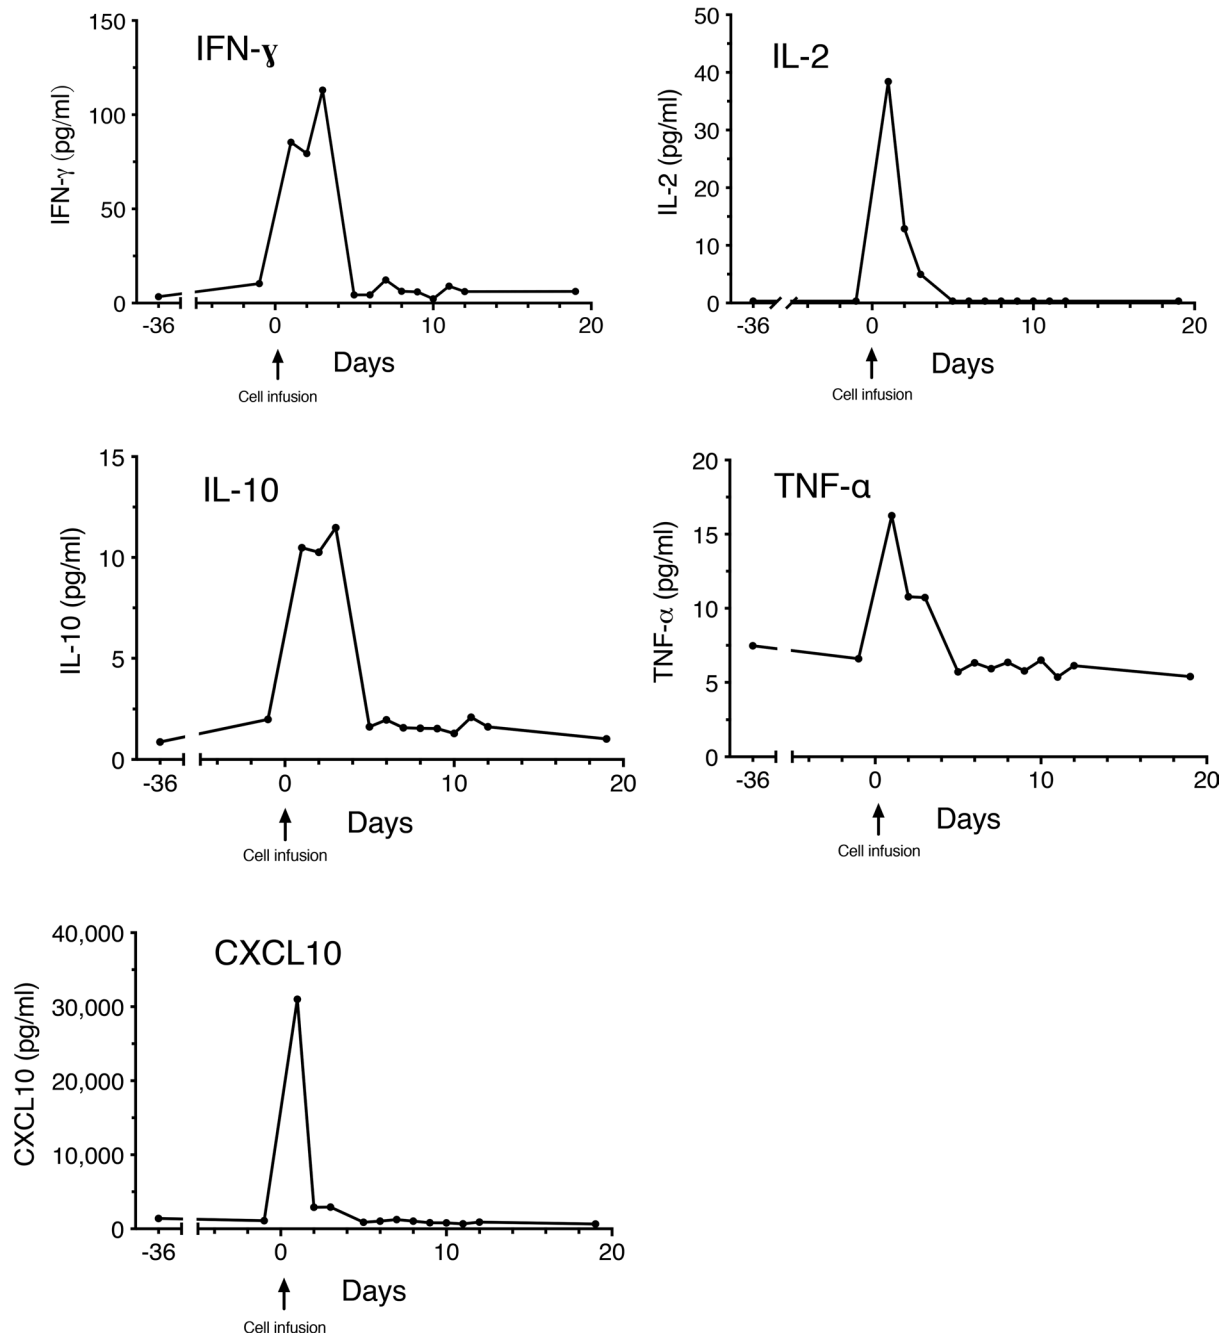 IFN-ɣ
IFN-γ (pg/ml)
150
100
50
0
-36 0 10 20
Days
Cell infusion
IL-2
IL-2 (pg/ml)
50
40
30
20
10
0
-36 0 10 20
Days
Cell infusion
IL-10
IL-10 (pg/ml)
15
10
5
0
-36 0 10 20
Days
Cell infusion
TNF-α
TNF-α (pg/ml)
20
15
10
5
0
-36 0 10 20
Days
Cell infusion
CXCL10
CXCL10 (pg/ml)
40,000
30,000
20,000
10,000
0
-36 0 10 20
Days
Cell infusion